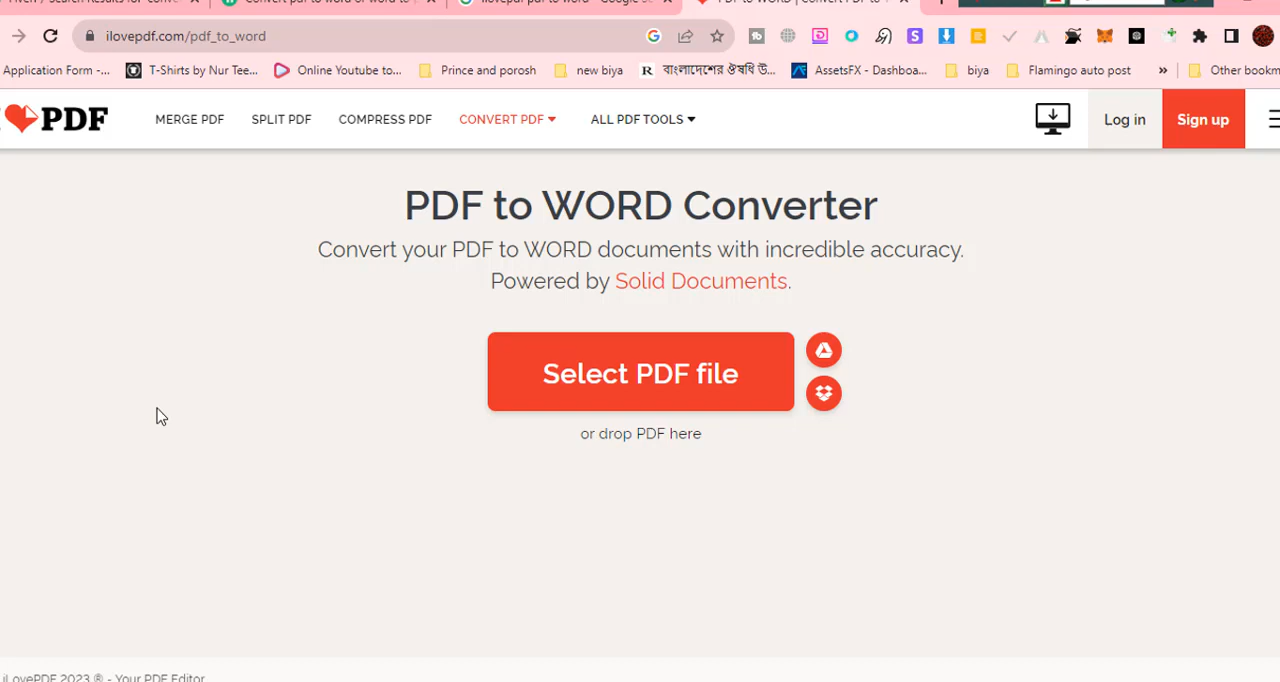 ilovepdf.com/pdf_to_word
Application Form -... T-Shirts by Nur Tee... Online Youtube to... Prince and porosh new biya R বাংলাদেশের ঔষধি উ... AssetsFX - Dashboa... biya Flamingo auto post » Other bookm
PDF MERGE PDF SPLIT PDF COMPRESS PDF CONVERT PDF ALL PDF TOOLS Log in Sign up
PDF to WORD Converter
Convert your PDF to WORD documents with incredible accuracy.
Powered by Solid Documents.
Select PDF file
or drop PDF here
iLovePDF 2023 ® - Your PDF Editor